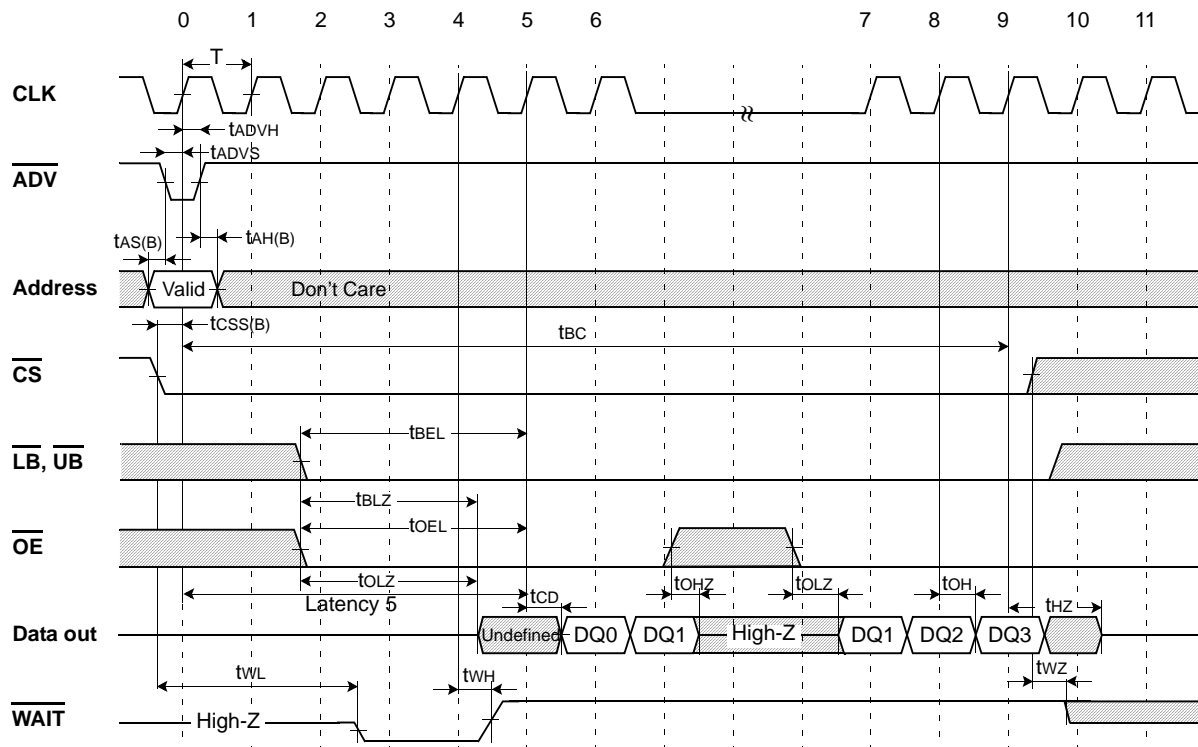 0 1 2 3 4 5 6 7 8 9 10 11
T
CLK
tADVH
tADVS
ADV
tAS(B) tAH(B)
Address Valid Don't Care
tCSS(B)
tBC
CS
tBEL
LB, UB
tBLZ
tOEL
OE
tOLZ tCD tOHZ tOLZ tOH
Latency 5 tHZ
Data out Undefined DQ0 DQ1 High-Z DQ1 DQ2 DQ3
tWL tWH tWZ
WAIT High-Z